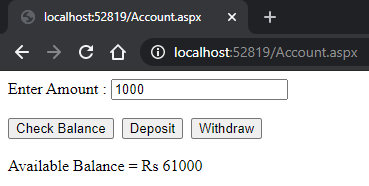 localhost:52819/Account.aspx
localhost:52819/Account.aspx
Enter Amount : 1000
Check Balance Deposit Withdraw
Available Balance = Rs 61000